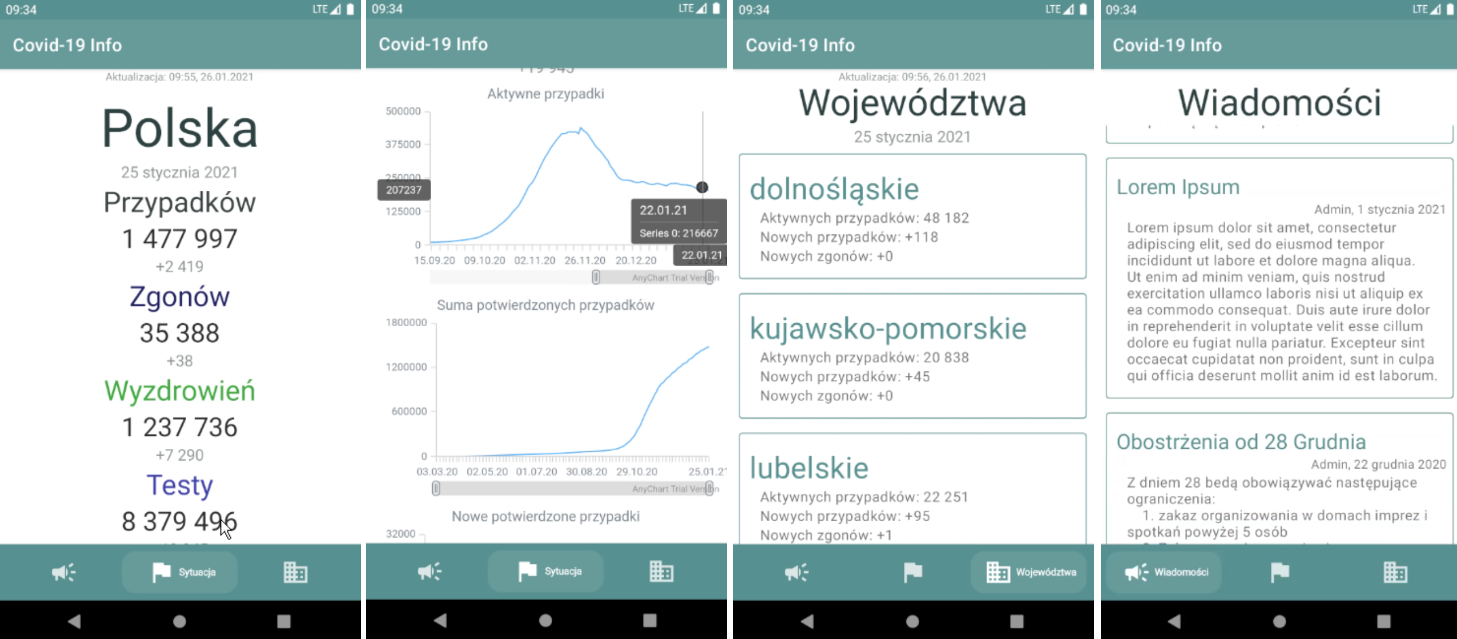 09:34
LTE
Covid-19 Info
Aktualizacja: 09:55, 26.01.2021
Polska
25 stycznia 2021
Przypadków
1 477 997
+2 419
Zgonów
35 388
+38
Wyzdrowień
1 237 736
+7 290
Testy
8 379 496
Sytuacja
09:34
LTE
Covid-19 Info
+19 945
Aktywne przypadki
500000
375000
250000
207237
125000
0
22.01.21
Series 0: 216667
22.01.21
15.09.20 09.10.20 02.11.20 26.11.20 20.12.20
AnyChart Trial Version
Suma potwierdzonych przypadków
1800000
1200000
600000
0
03.03.20 02.05.20 01.07.20 30.08.20 29.10.20 25.01.21
AnyChart Trial Version
Nowe potwierdzone przypadki
32000
Sytuacja
09:34
LTE
Covid-19 Info
Aktualizacja: 09:56, 26.01.2021
Województwa
25 stycznia 2021
dolnośląskie
Aktywnych przypadków: 48 182
Nowych przypadków: +118
Nowych zgonów: +0
kujawsko-pomorskie
Aktywnych przypadków: 20 838
Nowych przypadków: +45
Nowych zgonów: +0
lubelskie
Aktywnych przypadków: 22 251
Nowych przypadków: +95
Nowych zgonów: +1
Województwa
09:34
LTE
Covid-19 Info
Wiadomości
Lorem Ipsum
Admin, 1 stycznia 2021
Lorem ipsum dolor sit amet, consectetur
adipiscing elit, sed do eiusmod tempor
incididunt ut labore et dolore magna aliqua.
Ut enim ad minim veniam, quis nostrud
exercitation ullamco laboris nisi ut aliquip ex
ea commodo consequat. Duis aute irure dolor
in reprehenderit in voluptate velit esse cillum
dolore eu fugiat nulla pariatur. Excepteur sint
occaecat cupidatat non proident, sunt in culpa
qui officia deserunt mollit anim id est laborum.
Obostrżenia od 28 Grudnia
Admin, 22 grudnia 2020
Z dniem 28 bedą obowiązywać następujące
ograniczenia:
1. zakaz organizowania w domach imprez i
spotkań powyżej 5 osób
Wiadomości